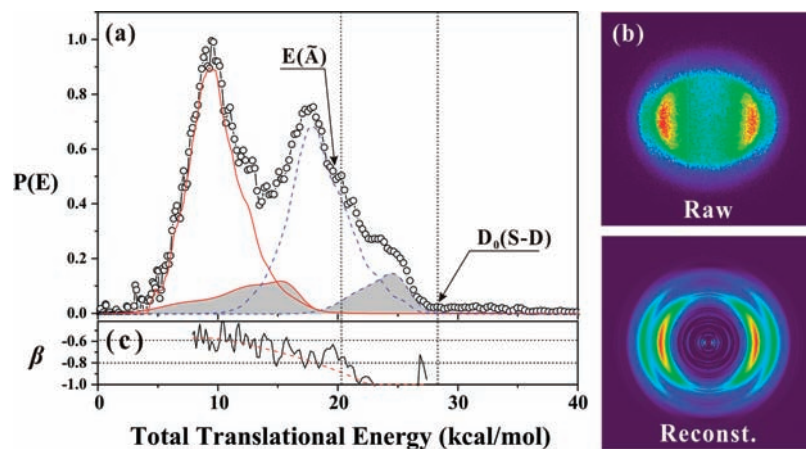 (a)
1.0
0.8
0.6
0.4
0.2
0.0
P(E)
E(Ã)
D₀(S-D)
(c)
β
-0.6
-0.8
-1.0
0 10 20 30 40
Total Translational Energy (kcal/mol)
(b)
Raw
Reconst.